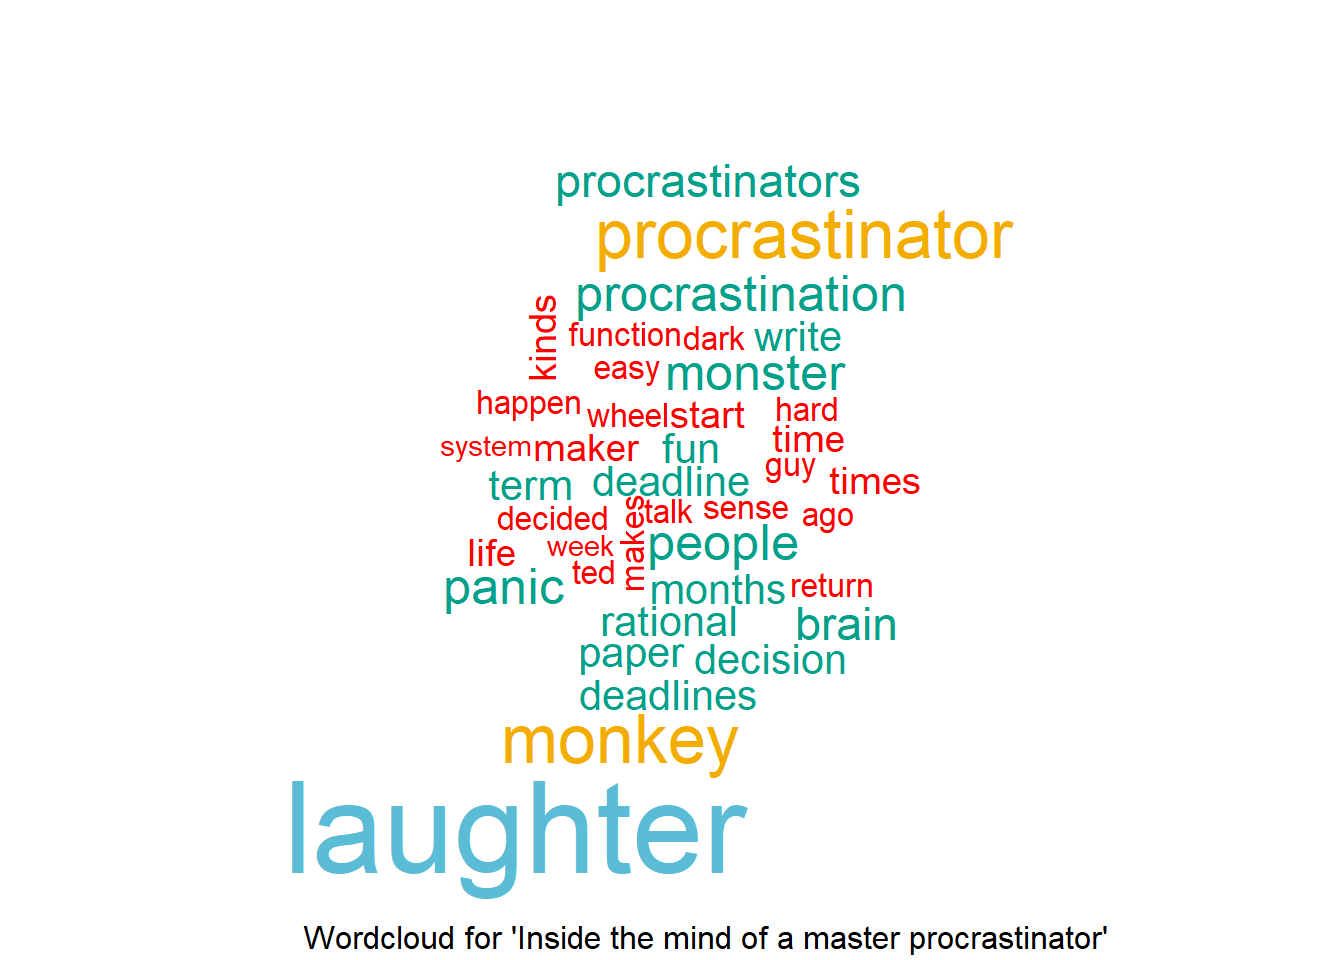 procrastinators
procrastinator
procrastination
kinds
function dark write
easy monster
happen wheel start hard
system maker fun time
guy
term deadline times
decided makes talk sense ago
life week people
panic ted months return
rational brain
paper decision
deadlines
monkey
laughter
Wordcloud for 'Inside the mind of a master procrastinator'